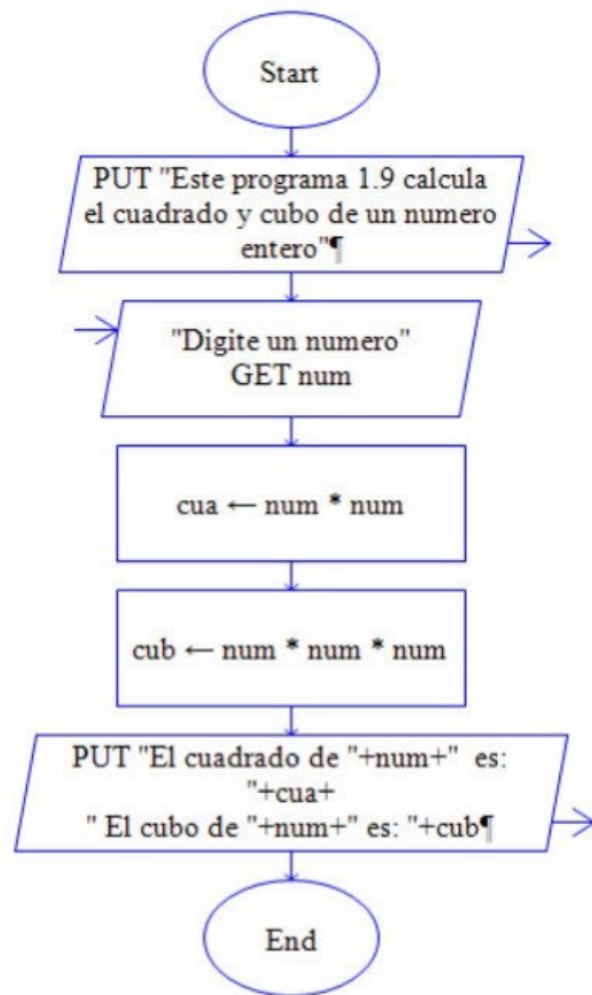 Start
PUT "Este programa 1.9 calcula
el cuadrado y cubo de un numero
entero"¶
"Digite un numero"
GET num
cua ← num * num
cub ← num * num * num
PUT "El cuadrado de "+num+"  es:
"+cua+
" El cubo de "+num+" es: "+cub¶
End